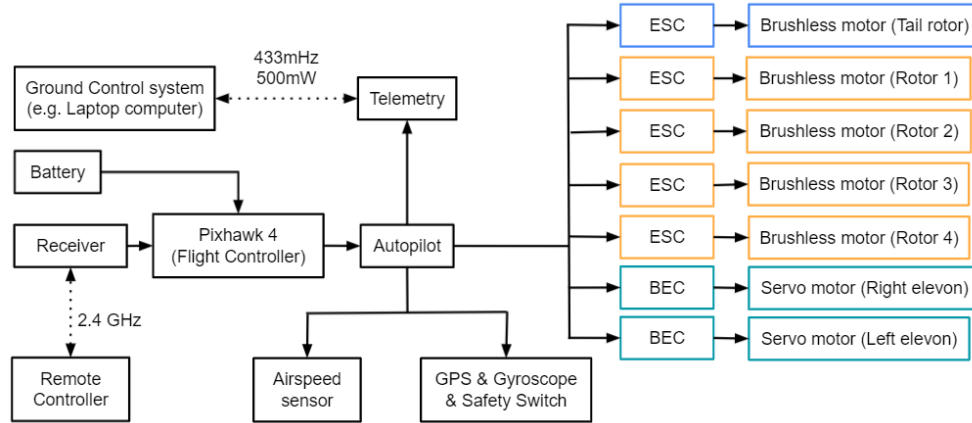 433mHz
500mW
Ground Control system
(e.g. Laptop computer)
Telemetry
Battery
Receiver
Pixhawk 4
(Flight Controller)
Autopilot
2.4 GHz
Remote
Controller
Airspeed
sensor
GPS & Gyroscope
& Safety Switch
ESC
Brushless motor (Tail rotor)
ESC
Brushless motor (Rotor 1)
ESC
Brushless motor (Rotor 2)
ESC
Brushless motor (Rotor 3)
ESC
Brushless motor (Rotor 4)
BEC
Servo motor (Right elevon)
BEC
Servo motor (Left elevon)